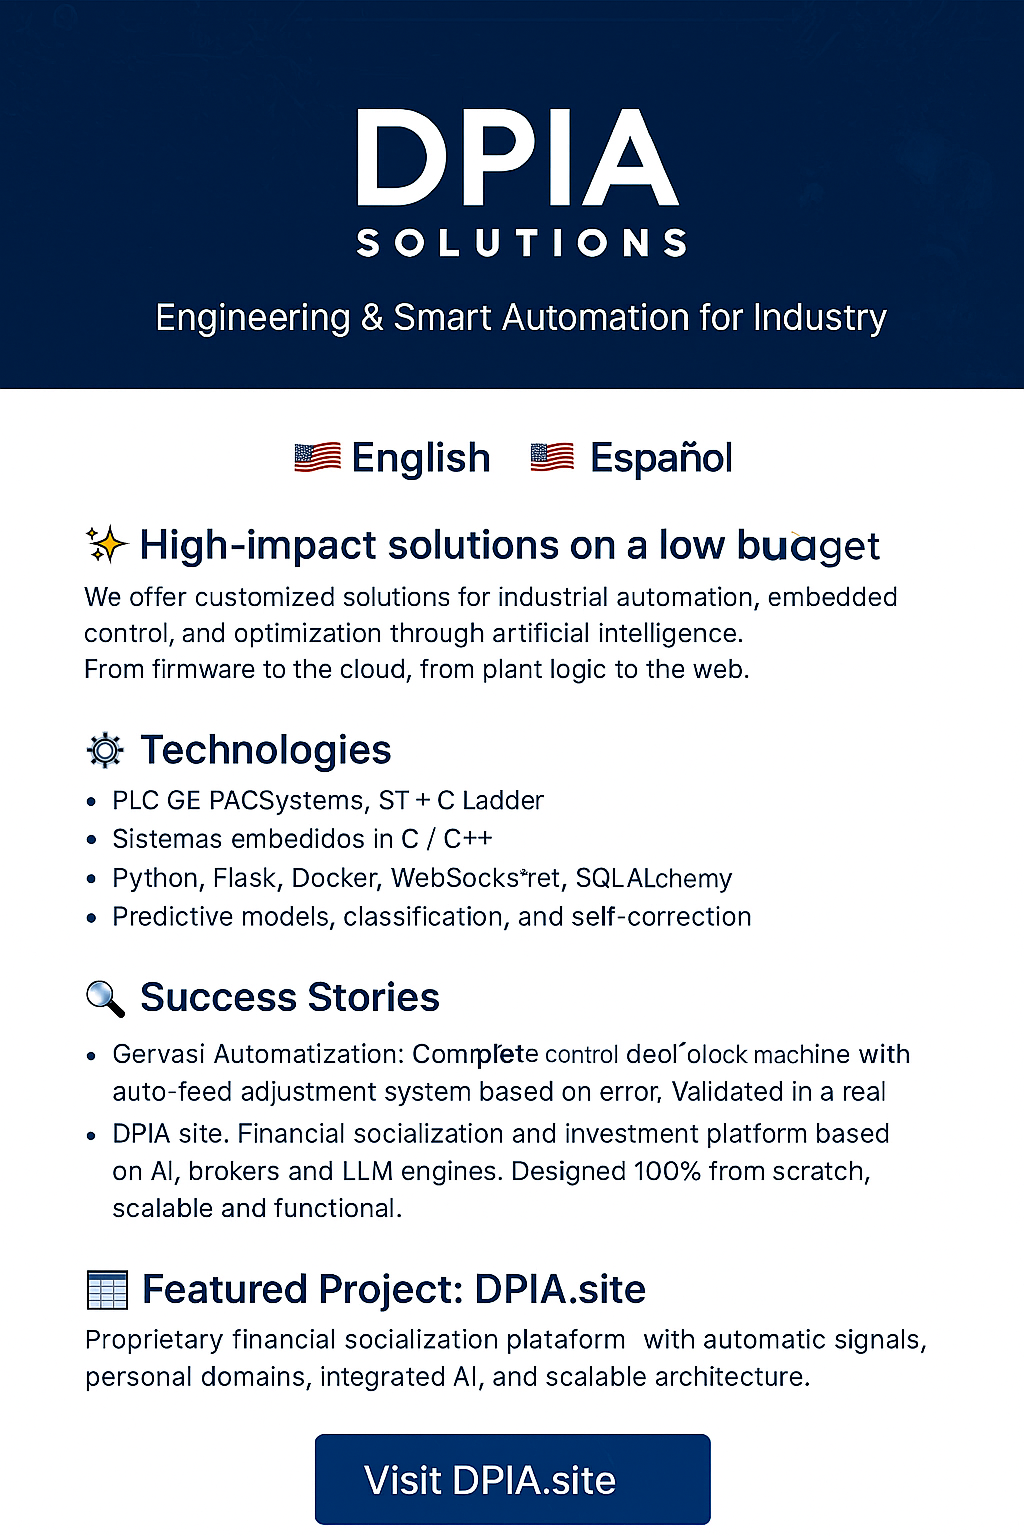 DPIA
SOLUTIONS
Engineering & Smart Automation for Industry
English Español
High-impact solutions on a low budget
We offer customized solutions for industrial automation, embedded
control, and optimization through artificial intelligence.
From firmware to the cloud, from plant logic to the web.
Technologies
• PLC GE PACSystems, ST + C Ladder
• Sistemas embedidos in C / C++
• Python, Flask, Docker, SQLALchemy
• Predictive models, classification, and self-correction
Success Stories
• Gervasi Automatization: Complete control machine with
auto-feed adjustment system based on error, Validated in a real
• DPIA site. Financial socialization and investment platform based
on AI, brokers and LLM engines. Designed 100% from scratch,
scalable and functional.
Featured Project: DPIA.site
Proprietary financial socialization plataform with automatic signals,
personal domains, integrated AI, and scalable architecture.
Visit DPIA.site